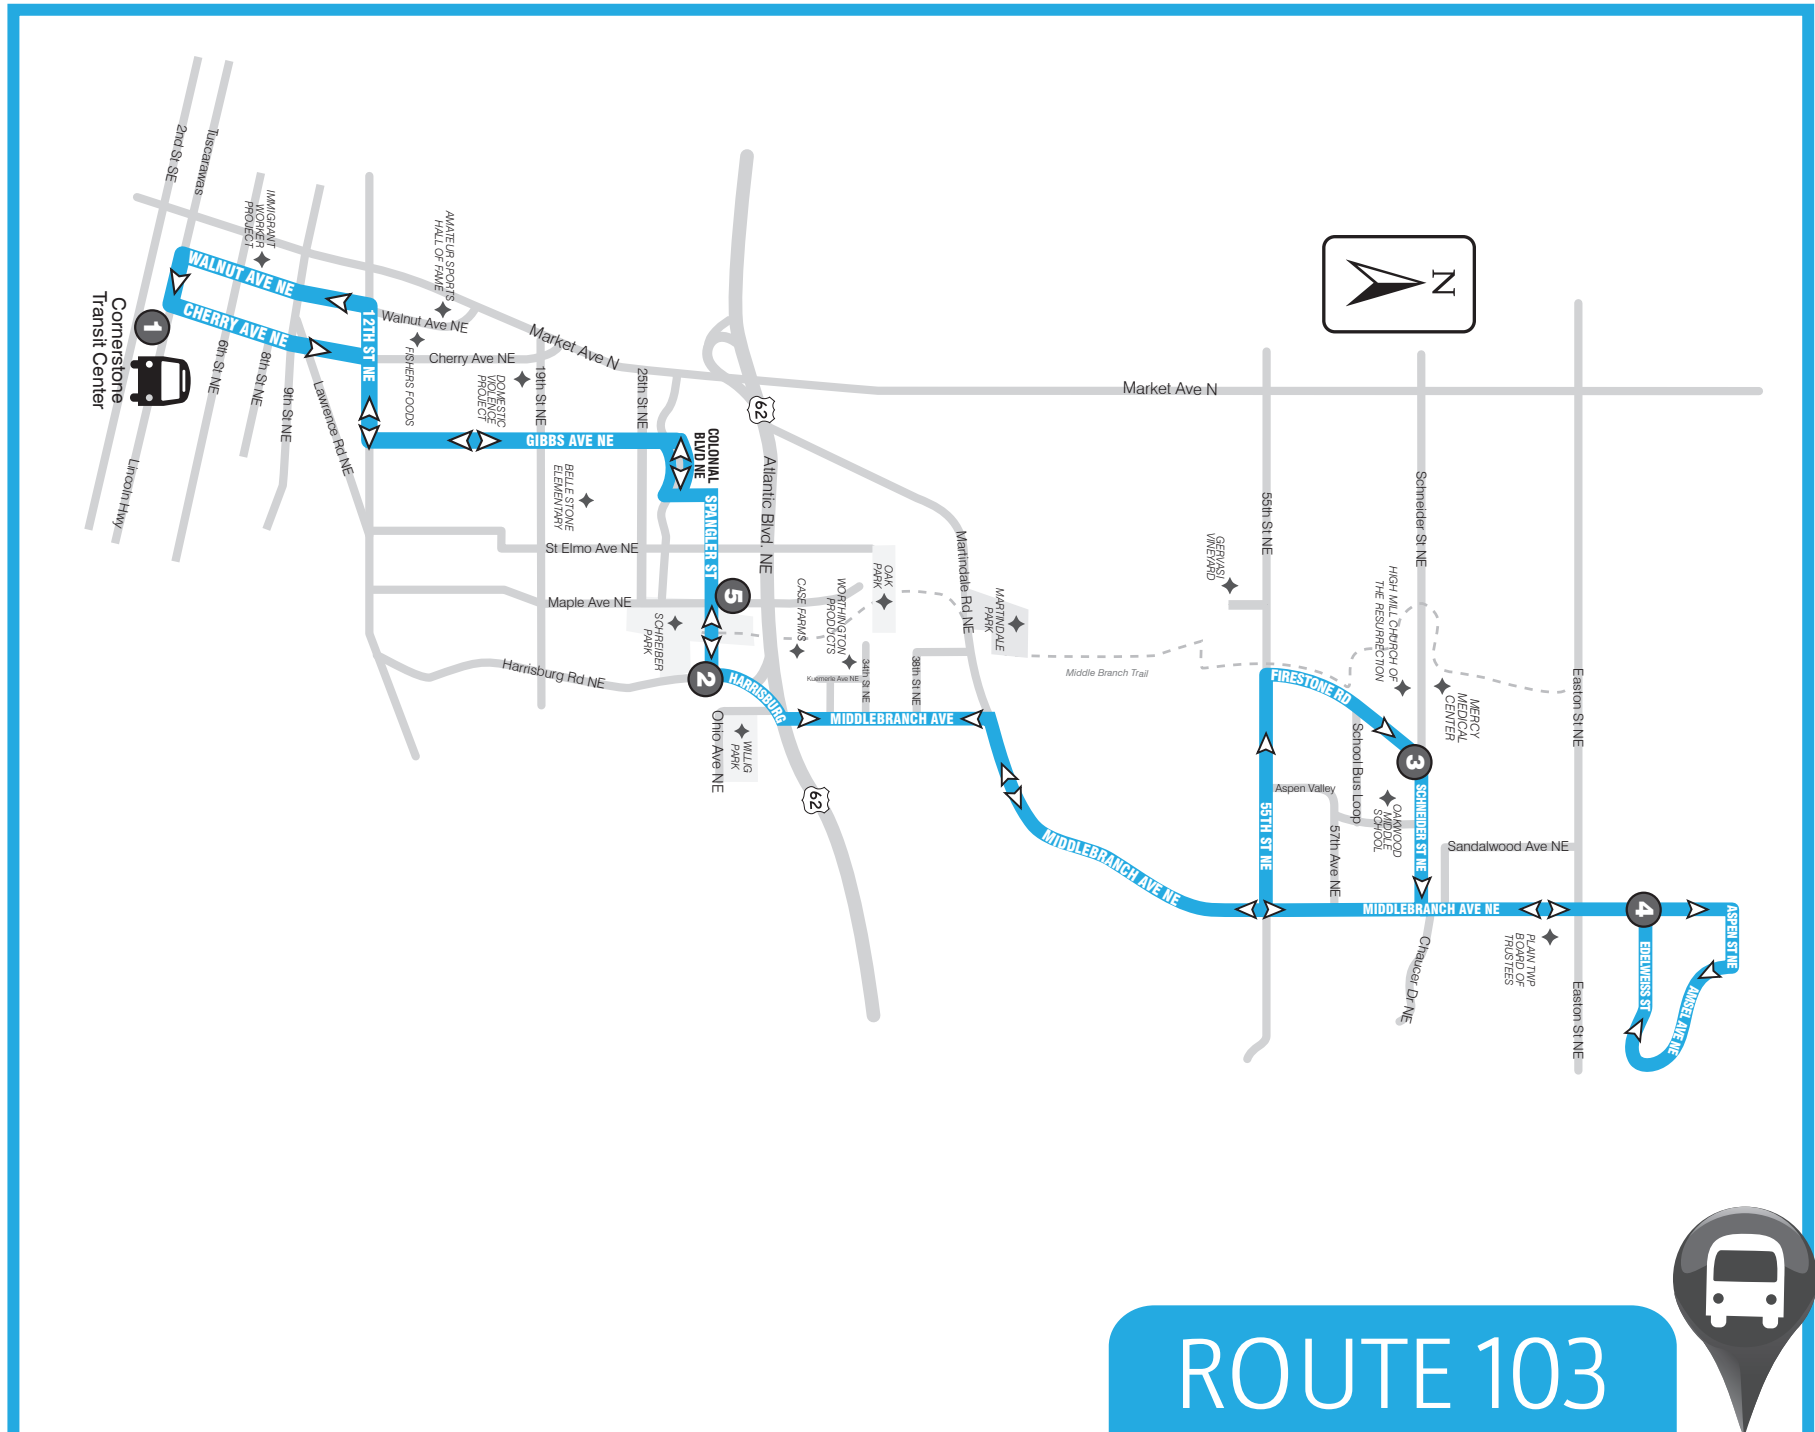 2nd St SE
Tuscarawas
IMMIGRANT
WORKER
PROJECT
AMATEUR SPORTS
HALL OF FAME
WALNUT AVE NE
CHERRY AVE NE
12TH ST NE
Walnut Ave NE
Cherry Ave NE
Market Ave N
Market Ave N
1
Cornerstone
Transit Center
6th St NE
8th St NE
9th St NE
Lawrence Rd NE
Lincoln Hwy
FISHERS FOODS
DOMESTIC
VIOLENCE
PROJECT
19th St NE
25th St NE
62
GIBBS AVE NE
COLONIAL
BLVD NE
BELLE STONE
ELEMENTARY
SPANGLER ST
Atlantic Blvd. NE
St Elmo Ave NE
Maple Ave NE
5
SCHREIBER
PARK
Harrisburg Rd NE
2
HARRISBURG
CASE FARMS
WORTHINGTON
PRODUCTS
OAK
PARK
Kuemerle Ave NE
34th St NE
38th St NE
Martindale Rd NE
MARTINDALE
PARK
Middle Branch Trail
MIDDLEBRANCH AVE
Ohio Ave NE
WILLIG
PARK
62
MIDDLEBRANCH AVE NE
N
55th St NE
Schneider St NE
GERVASI
VINEYARD
HIGH MILL CHURCH OF
THE RESURRECTION
FIRESTONE RD
MERCY
MEDICAL
CENTER
Easton St NE
3
School Bus Loop
Aspen Valley
55TH ST NE
57th Ave NE
OAKWOOD
MIDDLE
SCHOOL
SCHNEIDER ST NE
Sandalwood Ave NE
MIDDLEBRANCH AVE NE
4
ASPEN ST NE
PLAIN TWP
BOARD OF
TRUSTEES
Chaucer Dr NE
EDELWEISS ST
AMSEL AVE NE
Easton St NE
ROUTE 103